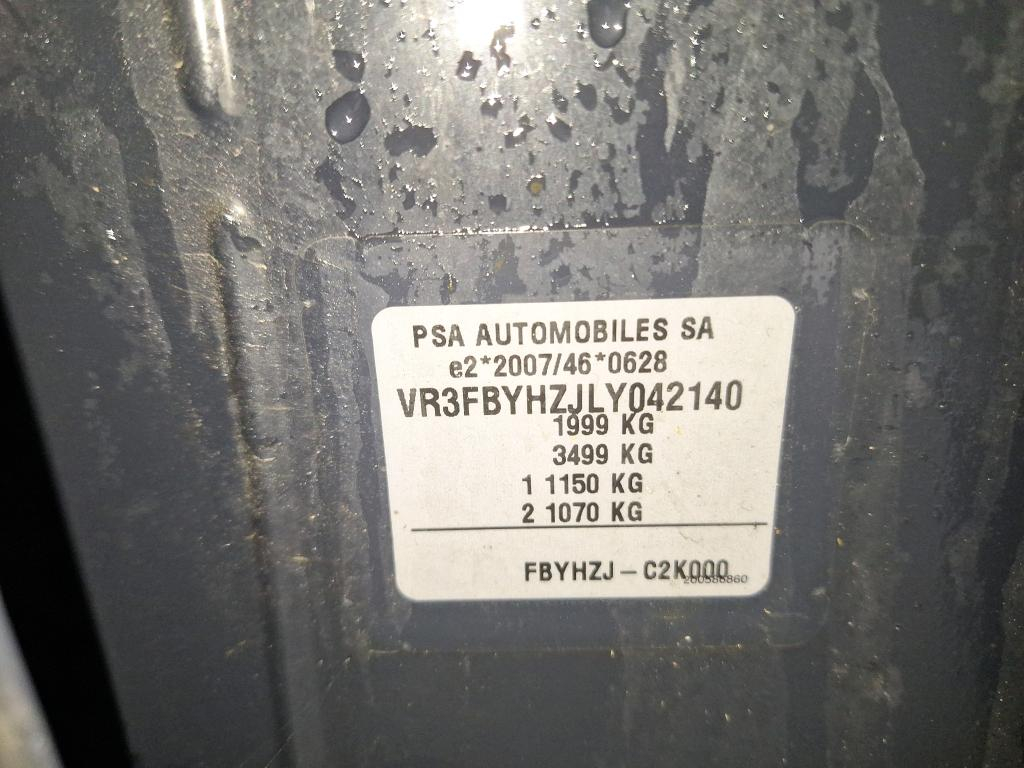 PSA AUTOMOBILES SA
e2*2007/46*0628
VR3FBYHZJLY042140
1999 KG
3499 KG
1 1150 KG
2 1070 KG
FBYHZJ – C2K000
200586860